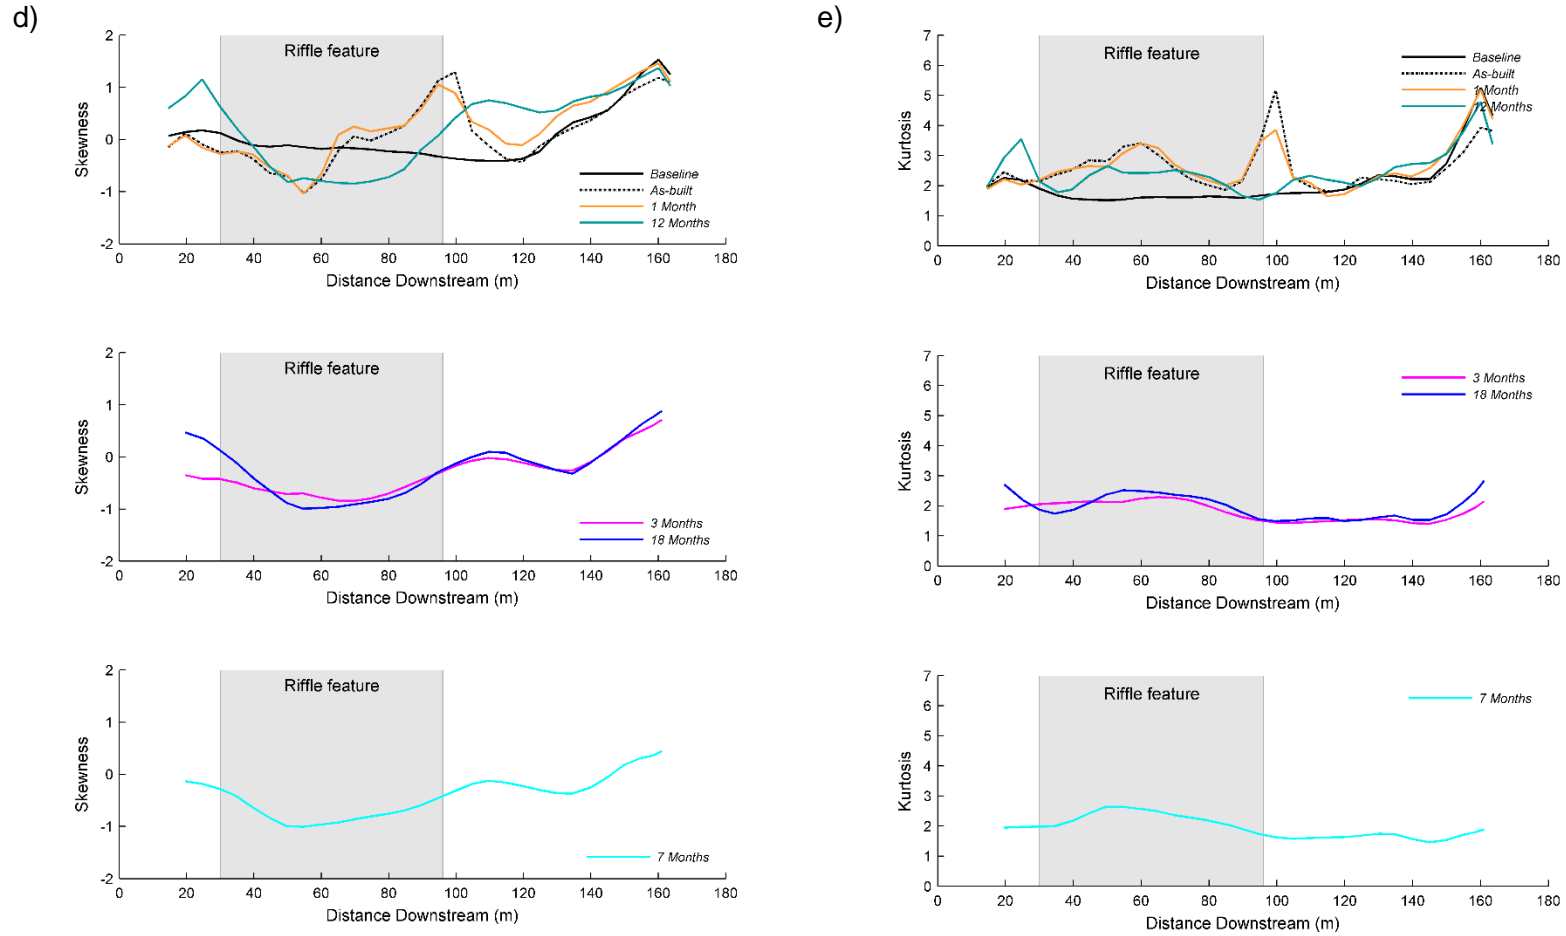 d)
2
1
0
-1
-2
Skewness
Riffle feature
Baseline
As-built
1 Month
12 Months
0 20 40 60 80 100 120 140 160 180
Distance Downstream (m)
e)
7
6
5
4
3
2
1
0
Kurtosis
Riffle feature
Baseline
As-built
1 Month
12 Months
0 20 40 60 80 100 120 140 160 180
Distance Downstream (m)
2
1
0
-1
-2
Skewness
Riffle feature
3 Months
18 Months
0 20 40 60 80 100 120 140 160 180
Distance Downstream (m)
7
6
5
4
3
2
1
0
Kurtosis
Riffle feature
3 Months
18 Months
0 20 40 60 80 100 120 140 160 180
Distance Downstream (m)
2
1
0
-1
-2
Skewness
Riffle feature
7 Months
0 20 40 60 80 100 120 140 160 180
Distance Downstream (m)
7
6
5
4
3
2
1
0
Kurtosis
Riffle feature
7 Months
0 20 40 60 80 100 120 140 160 180
Distance Downstream (m)